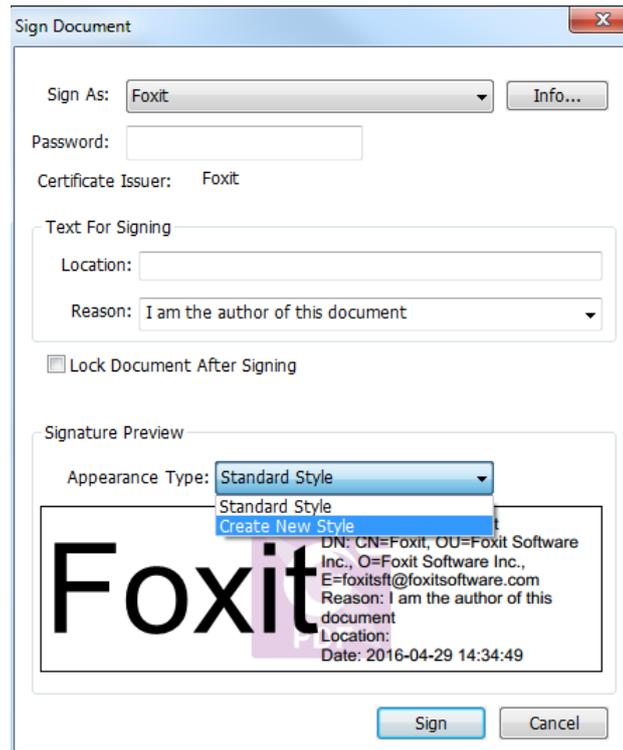 Sign Document
Sign As: Foxit Info...
Password:
Certificate Issuer: Foxit
Text For Signing
Location:
Reason: I am the author of this document
Lock Document After Signing
Signature Preview
Appearance Type: Standard Style
Standard Style
Create New Style
Foxit
DN: CN=Foxit, OU=Foxit Software
Inc., O=Foxit Software Inc.,
E=foxitsft@foxitsoftware.com
Reason: I am the author of this
document
Location:
Date: 2016-04-29 14:34:49
PDF
Sign Cancel